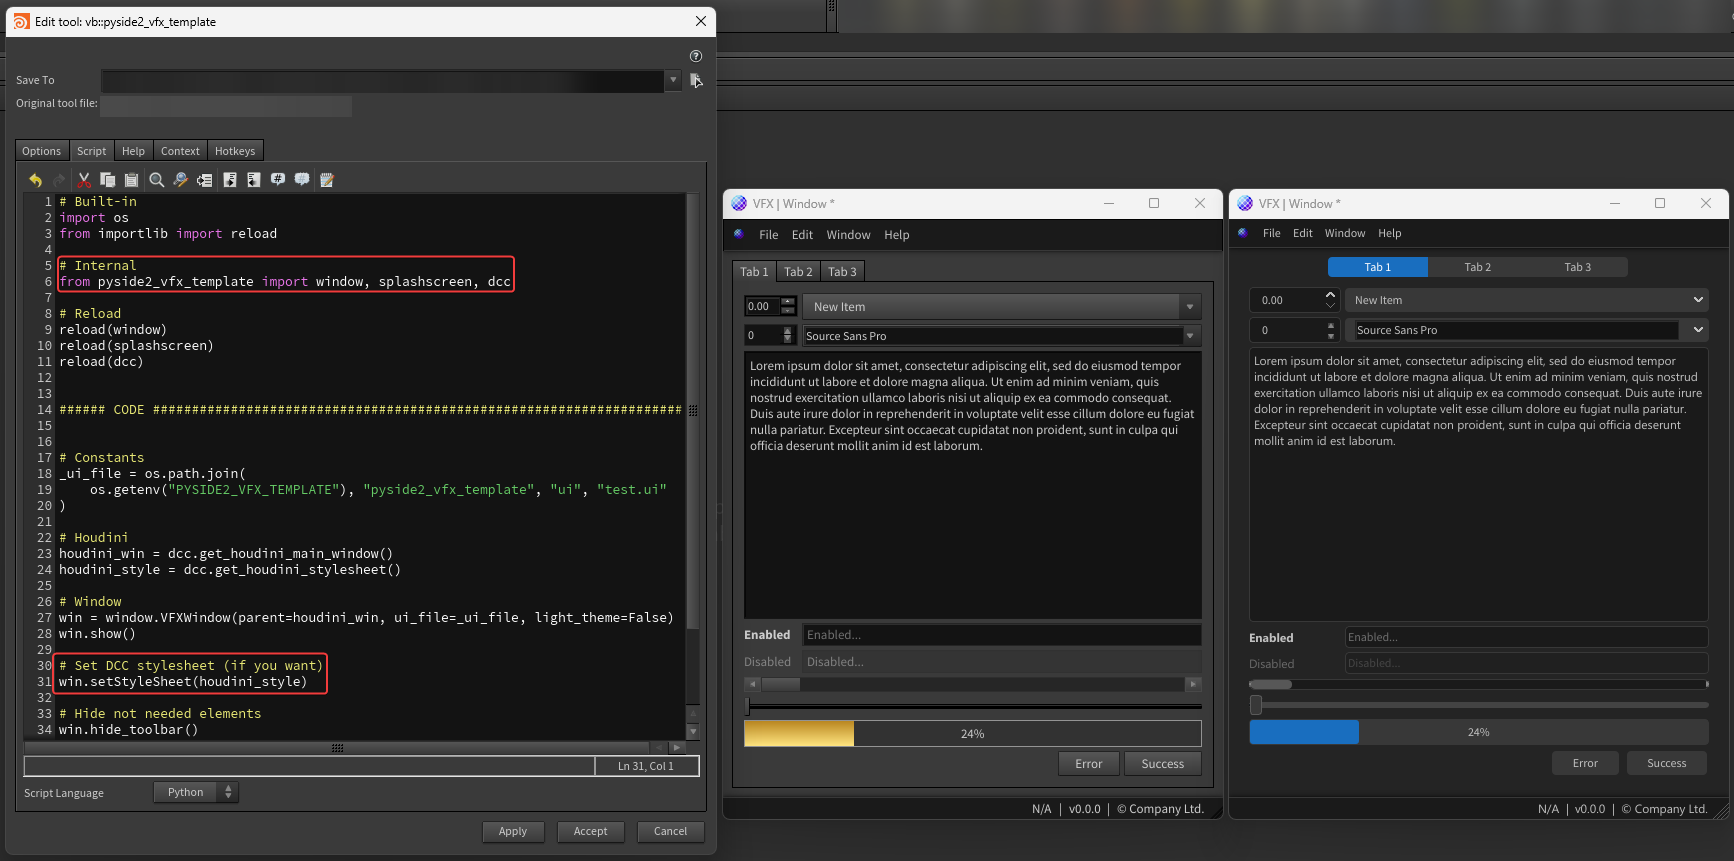 Edit tool: vb::pyside2_vfx_template
Save To
Original tool file:
Options Script Help Context Hotkeys
1 # Built-in
2 import os
3 from importlib import reload
4
5 # Internal
6 from pyside2_vfx_template import window, splashscreen, dcc
7
8 # Reload
9 reload(window)
10 reload(splashscreen)
11 reload(dcc)
12
13
14 ###### CODE ####################################################################
15
16
17 # Constants
18 _ui_file = os.path.join(
19     os.getenv("PYSIDE2_VFX_TEMPLATE"), "pyside2_vfx_template", "ui", "test.ui"
20 )
21
22 # Houdini
23 houdini_win = dcc.get_houdini_main_window()
24 houdini_style = dcc.get_houdini_stylesheet()
25
26 # Window
27 win = window.VFXWindow(parent=houdini_win, ui_file=_ui_file, light_theme=False)
28 win.show()
29
30 # Set DCC stylesheet (if you want)
31 win.setStyleSheet(houdini_style)
32
33 # Hide not needed elements
34 win.hide_toolbar()
Ln 31, Col 1
Script Language Python
Apply Accept Cancel
VFX | Window *
File Edit Window Help
Tab 1 Tab 2 Tab 3
0.00 New Item
0 Source Sans Pro
Lorem ipsum dolor sit amet, consectetur adipiscing elit, sed do eiusmod tempor
incididunt ut labore et dolore magna aliqua. Ut enim ad minim veniam, quis
nostrud exercitation ullamco laboris nisi ut aliquip ex ea commodo consequat.
Duis aute irure dolor in reprehenderit in voluptate velit esse cillum dolore eu fugiat
nulla pariatur. Excepteur sint occaecat cupidatat non proident, sunt in culpa qui
officia deserunt mollit anim id est laborum.
Enabled Enabled...
Disabled Disabled...
24%
Error Success
N/A | v0.0.0 | © Company Ltd.
VFX | Window *
File Edit Window Help
Tab 1 Tab 2 Tab 3
0.00 New Item
0 Source Sans Pro
Lorem ipsum dolor sit amet, consectetur adipiscing elit, sed do eiusmod tempor
incididunt ut labore et dolore magna aliqua. Ut enim ad minim veniam, quis nostrud
exercitation ullamco laboris nisi ut aliquip ex ea commodo consequat. Duis aute irure
dolor in reprehenderit in voluptate velit esse cillum dolore eu fugiat nulla pariatur.
Excepteur sint occaecat cupidatat non proident, sunt in culpa qui officia deserunt
mollit anim id est laborum.
Enabled Enabled...
Disabled Disabled...
24%
Error Success
N/A | v0.0.0 | © Company Ltd.